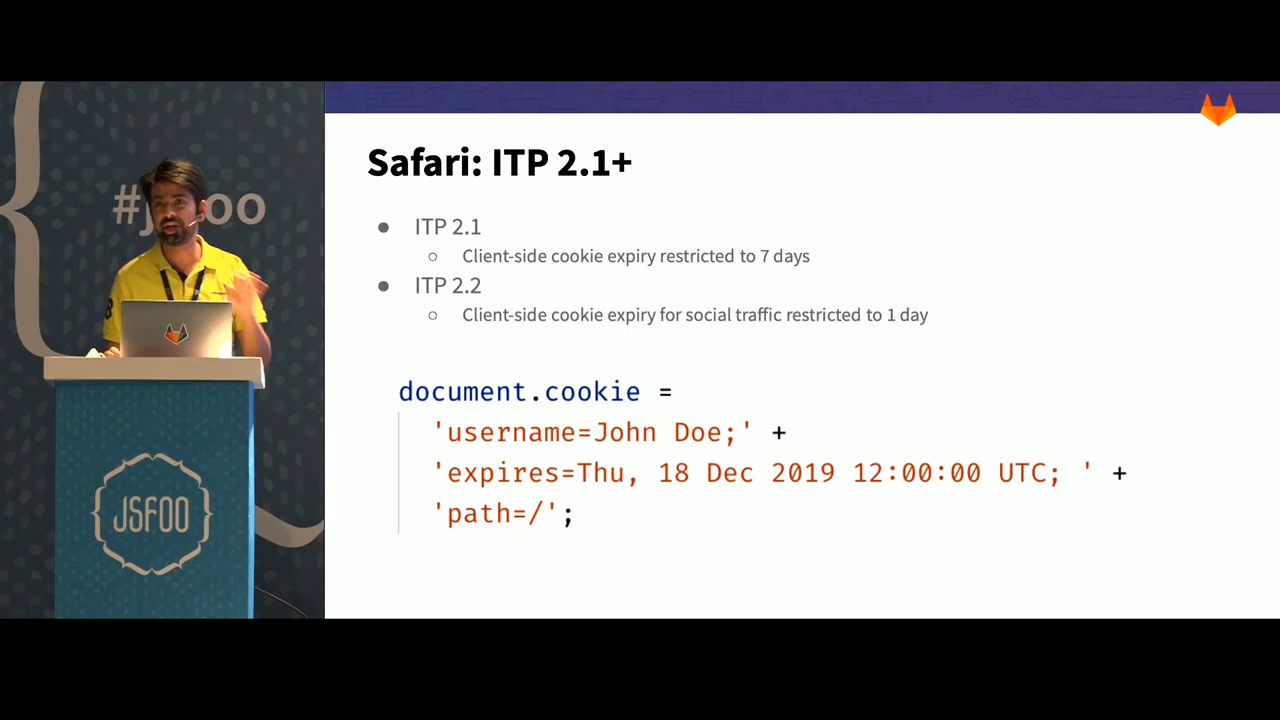 Safari: ITP 2.1+
● ITP 2.1
○ Client-side cookie expiry restricted to 7 days
● ITP 2.2
○ Client-side cookie expiry for social traffic restricted to 1 day
document.cookie =
'username=John Doe;' +
'expires=Thu, 18 Dec 2019 12:00:00 UTC; ' +
'path=/';
JSFOO